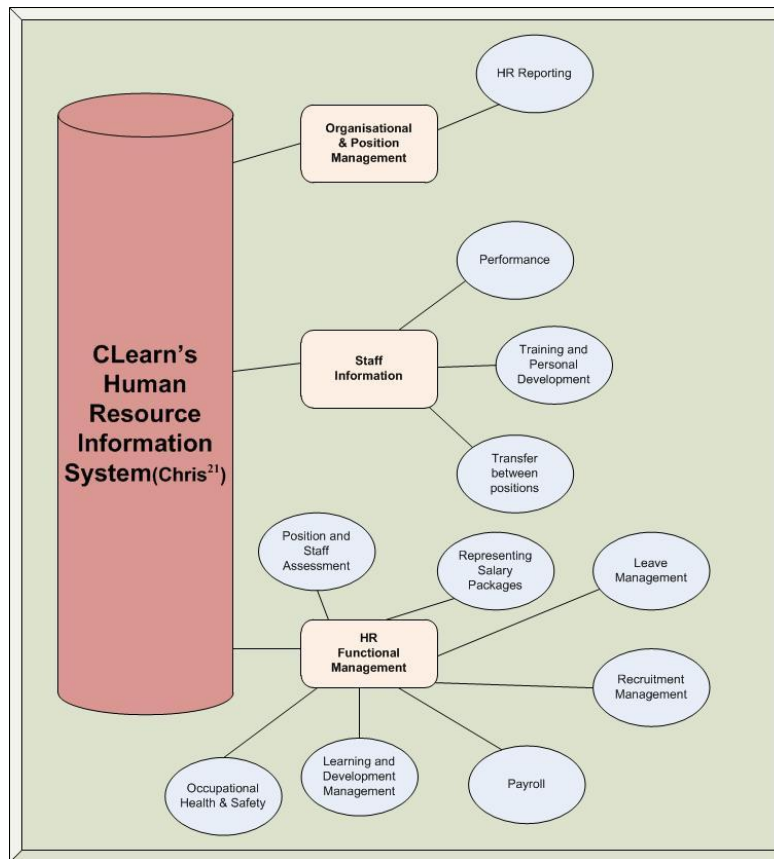 HR Reporting
Organisational
& Position
Management
Performance
CLearn's
Human
Resource
Information
System(Chris²¹)
Staff
Information
Training and
Personal
Development
Transfer
between
positions
Position and
Staff
Assessment
Representing
Salary
Packages
Leave
Management
HR
Functional
Management
Recruitment
Management
Occupational
Health & Safety
Learning and
Development
Management
Payroll